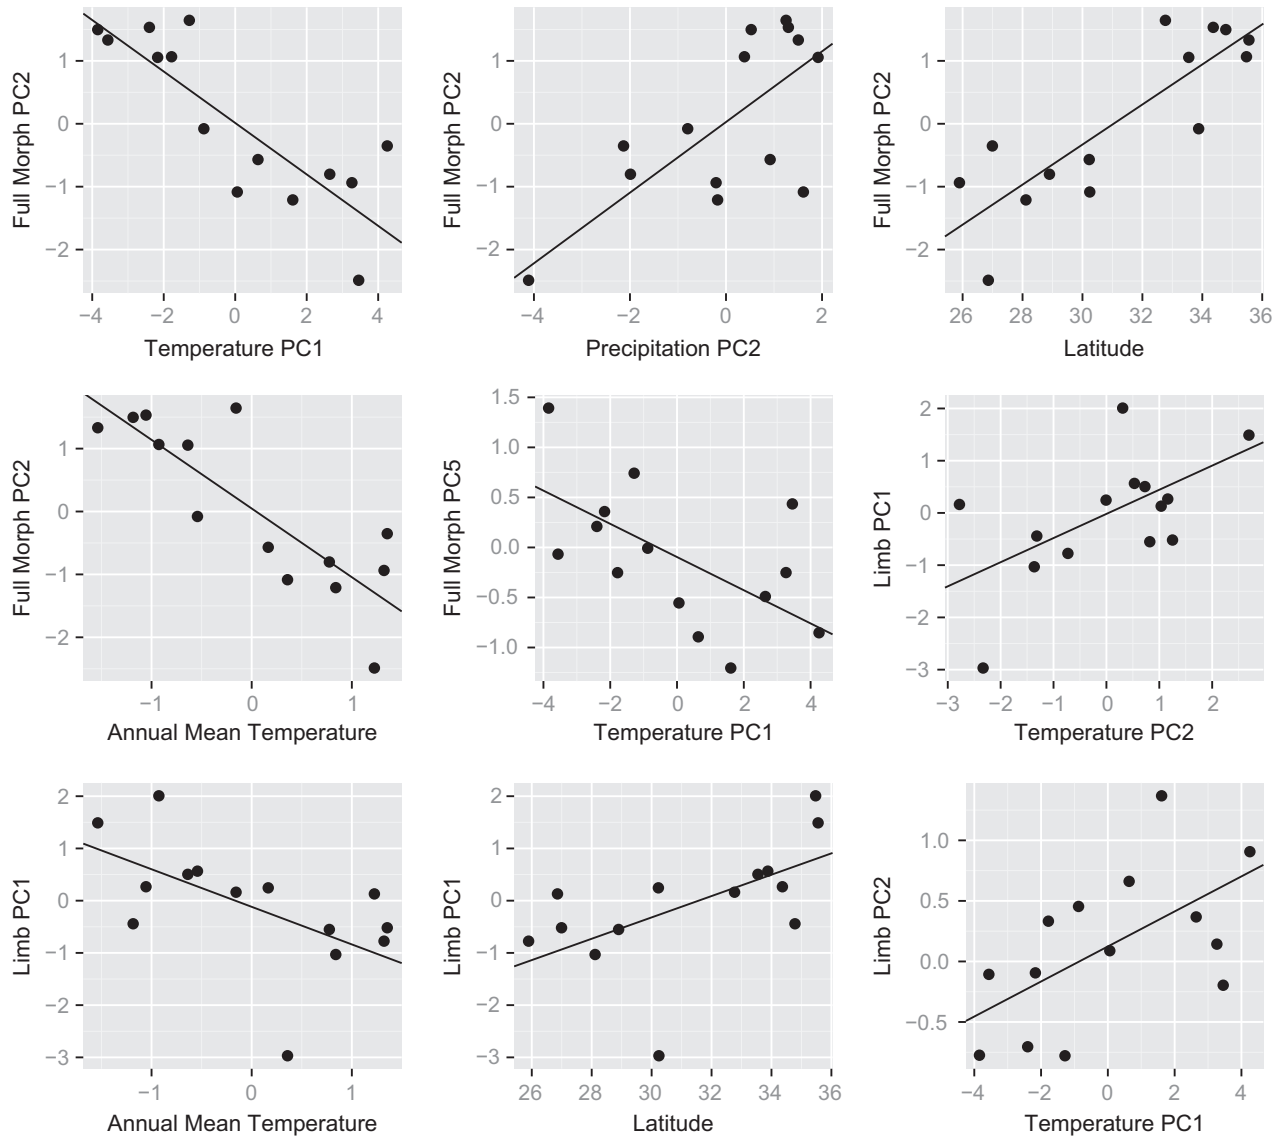 1
0
−1
−2
Full Morph PC2
−4 −2 0 2 4
Temperature PC1
1
0
−1
−2
Full Morph PC2
−4 −2 0 2
Precipitation PC2
1
0
−1
−2
Full Morph PC2
26 28 30 32 34 36
Latitude
1
0
−1
−2
Full Morph PC2
−1 0 1
Annual Mean Temperature
1.5
1.0
0.5
0.0
−0.5
−1.0
Full Morph PC5
−4 −2 0 2 4
Temperature PC1
2
1
0
−1
−2
−3
Limb PC1
−3 −2 −1 0 1 2
Temperature PC2
2
1
0
−1
−2
−3
Limb PC1
−1 0 1
Annual Mean Temperature
2
1
0
−1
−2
−3
Limb PC1
26 28 30 32 34 36
Latitude
1.0
0.5
0.0
−0.5
Limb PC2
−4 −2 0 2 4
Temperature PC1